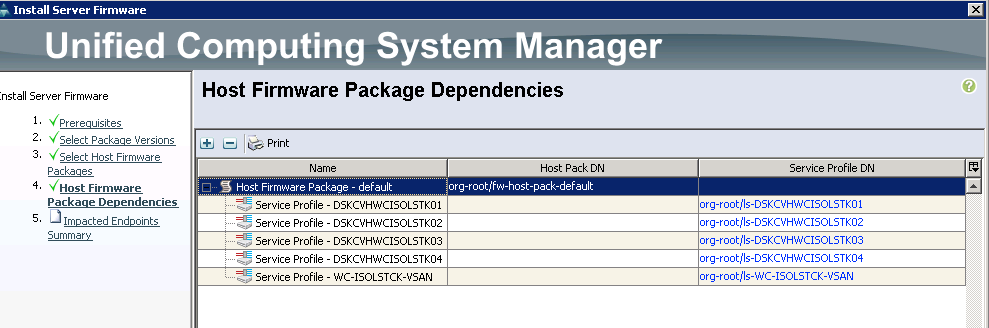 Install Server Firmware
Unified Computing System Manager
nstall Server Firmware
1. Prerequisites
2. Select Package Versions
3. Select Host Firmware
Packages
4. Host Firmware
Package Dependencies
5. Impacted Endpoints
Summary
Host Firmware Package Dependencies
Print
Name Host Pack DN Service Profile DN
Host Firmware Package - default org-root/fw-host-pack-default
Service Profile - DSKCVHWCISOLSTK01 org-root/ls-DSKCVHWCISOLSTK01
Service Profile - DSKCVHWCISOLSTK02 org-root/ls-DSKCVHWCISOLSTK02
Service Profile - DSKCVHWCISOLSTK03 org-root/ls-DSKCVHWCISOLSTK03
Service Profile - DSKCVHWCISOLSTK04 org-root/ls-DSKCVHWCISOLSTK04
Service Profile - WC-ISOLSTCK-VSAN org-root/ls-WC-ISOLSTCK-VSAN